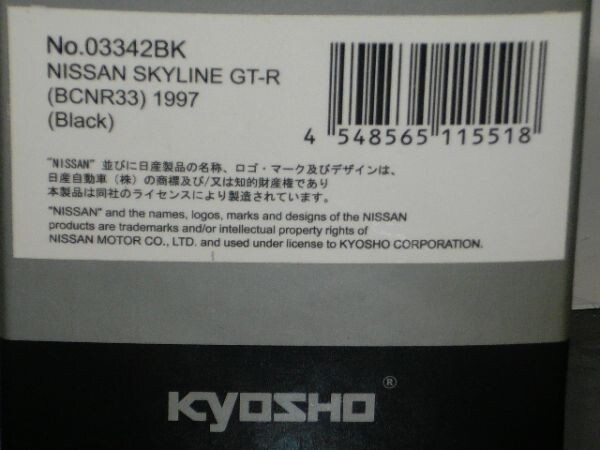 No.03342BK
NISSAN SKYLINE GT-R
(BCNR33) 1997
(Black)
4 548565 115518
"NISSAN" 並びに日産製品の名称、ロゴ・マーク及びデザインは、
日産自動車（株）の商標及び/又は知的財産権であり
本製品は同社のライセンスにより製造されています。
"NISSAN" and the names, logos, marks and designs of the NISSAN
products are trademarks and/or intellectual property rights of
NISSAN MOTOR CO., LTD. and used under license to KYOSHO CORPORATION.
KYOSHO®